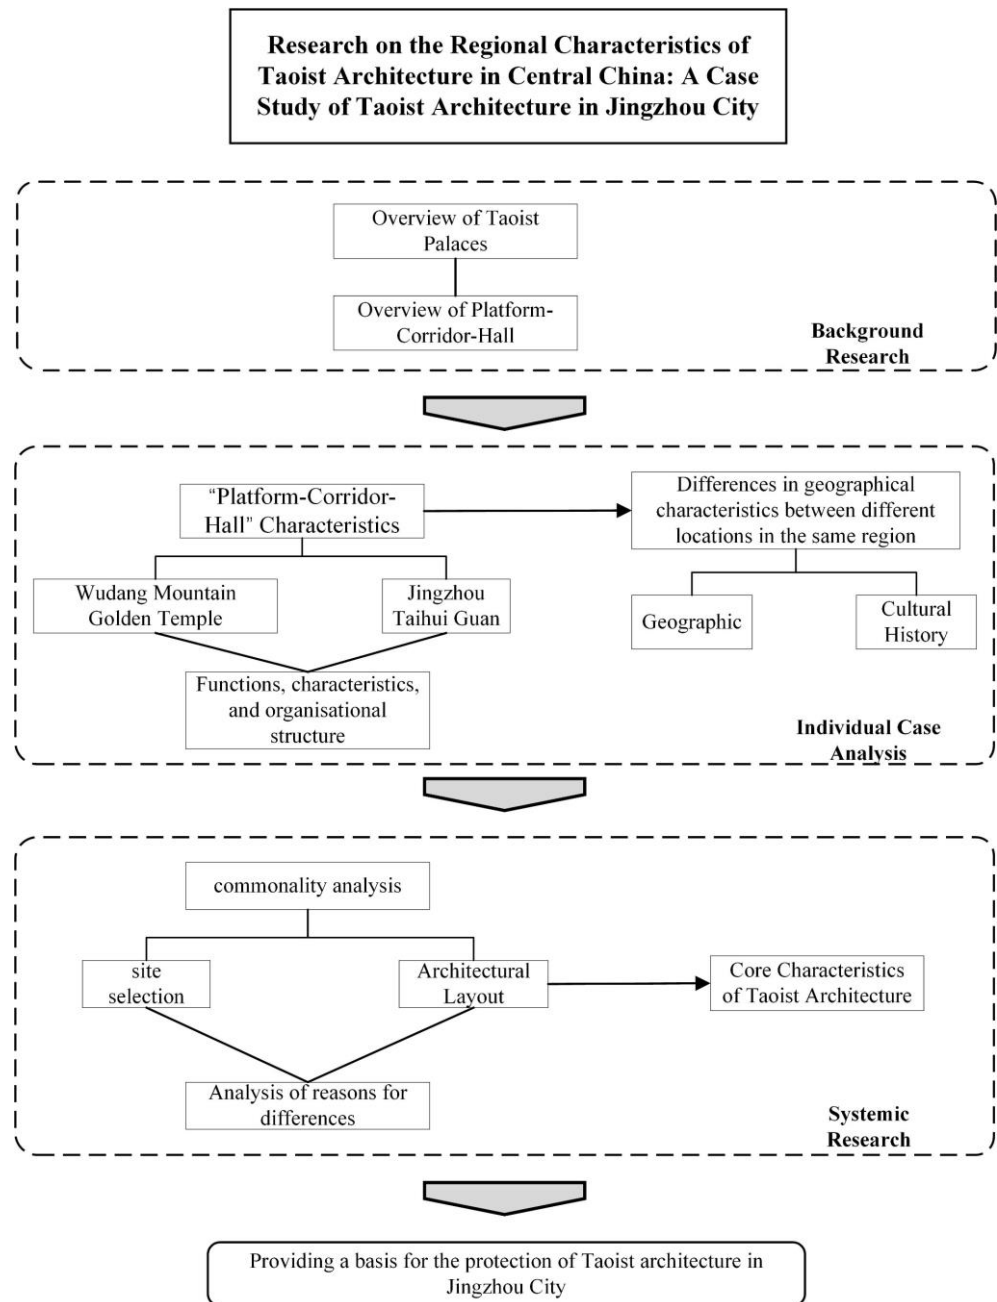 Research on the Regional Characteristics of
Taoist Architecture in Central China: A Case
Study of Taoist Architecture in Jingzhou City
Overview of Taoist
Palaces
Overview of Platform-
Corridor-Hall
Background
Research
“Platform-Corridor-
Hall” Characteristics
Differences in geographical
characteristics between different
locations in the same region
Wudang Mountain
Golden Temple
Jingzhou
Taihui Guan
Geographic
Cultural
History
Functions, characteristics,
and organisational
structure
Individual Case
Analysis
commonality analysis
site
selection
Architectural
Layout
Core Characteristics
of Taoist Architecture
Analysis of reasons for
differences
Systemic
Research
Providing a basis for the protection of Taoist architecture in
Jingzhou City